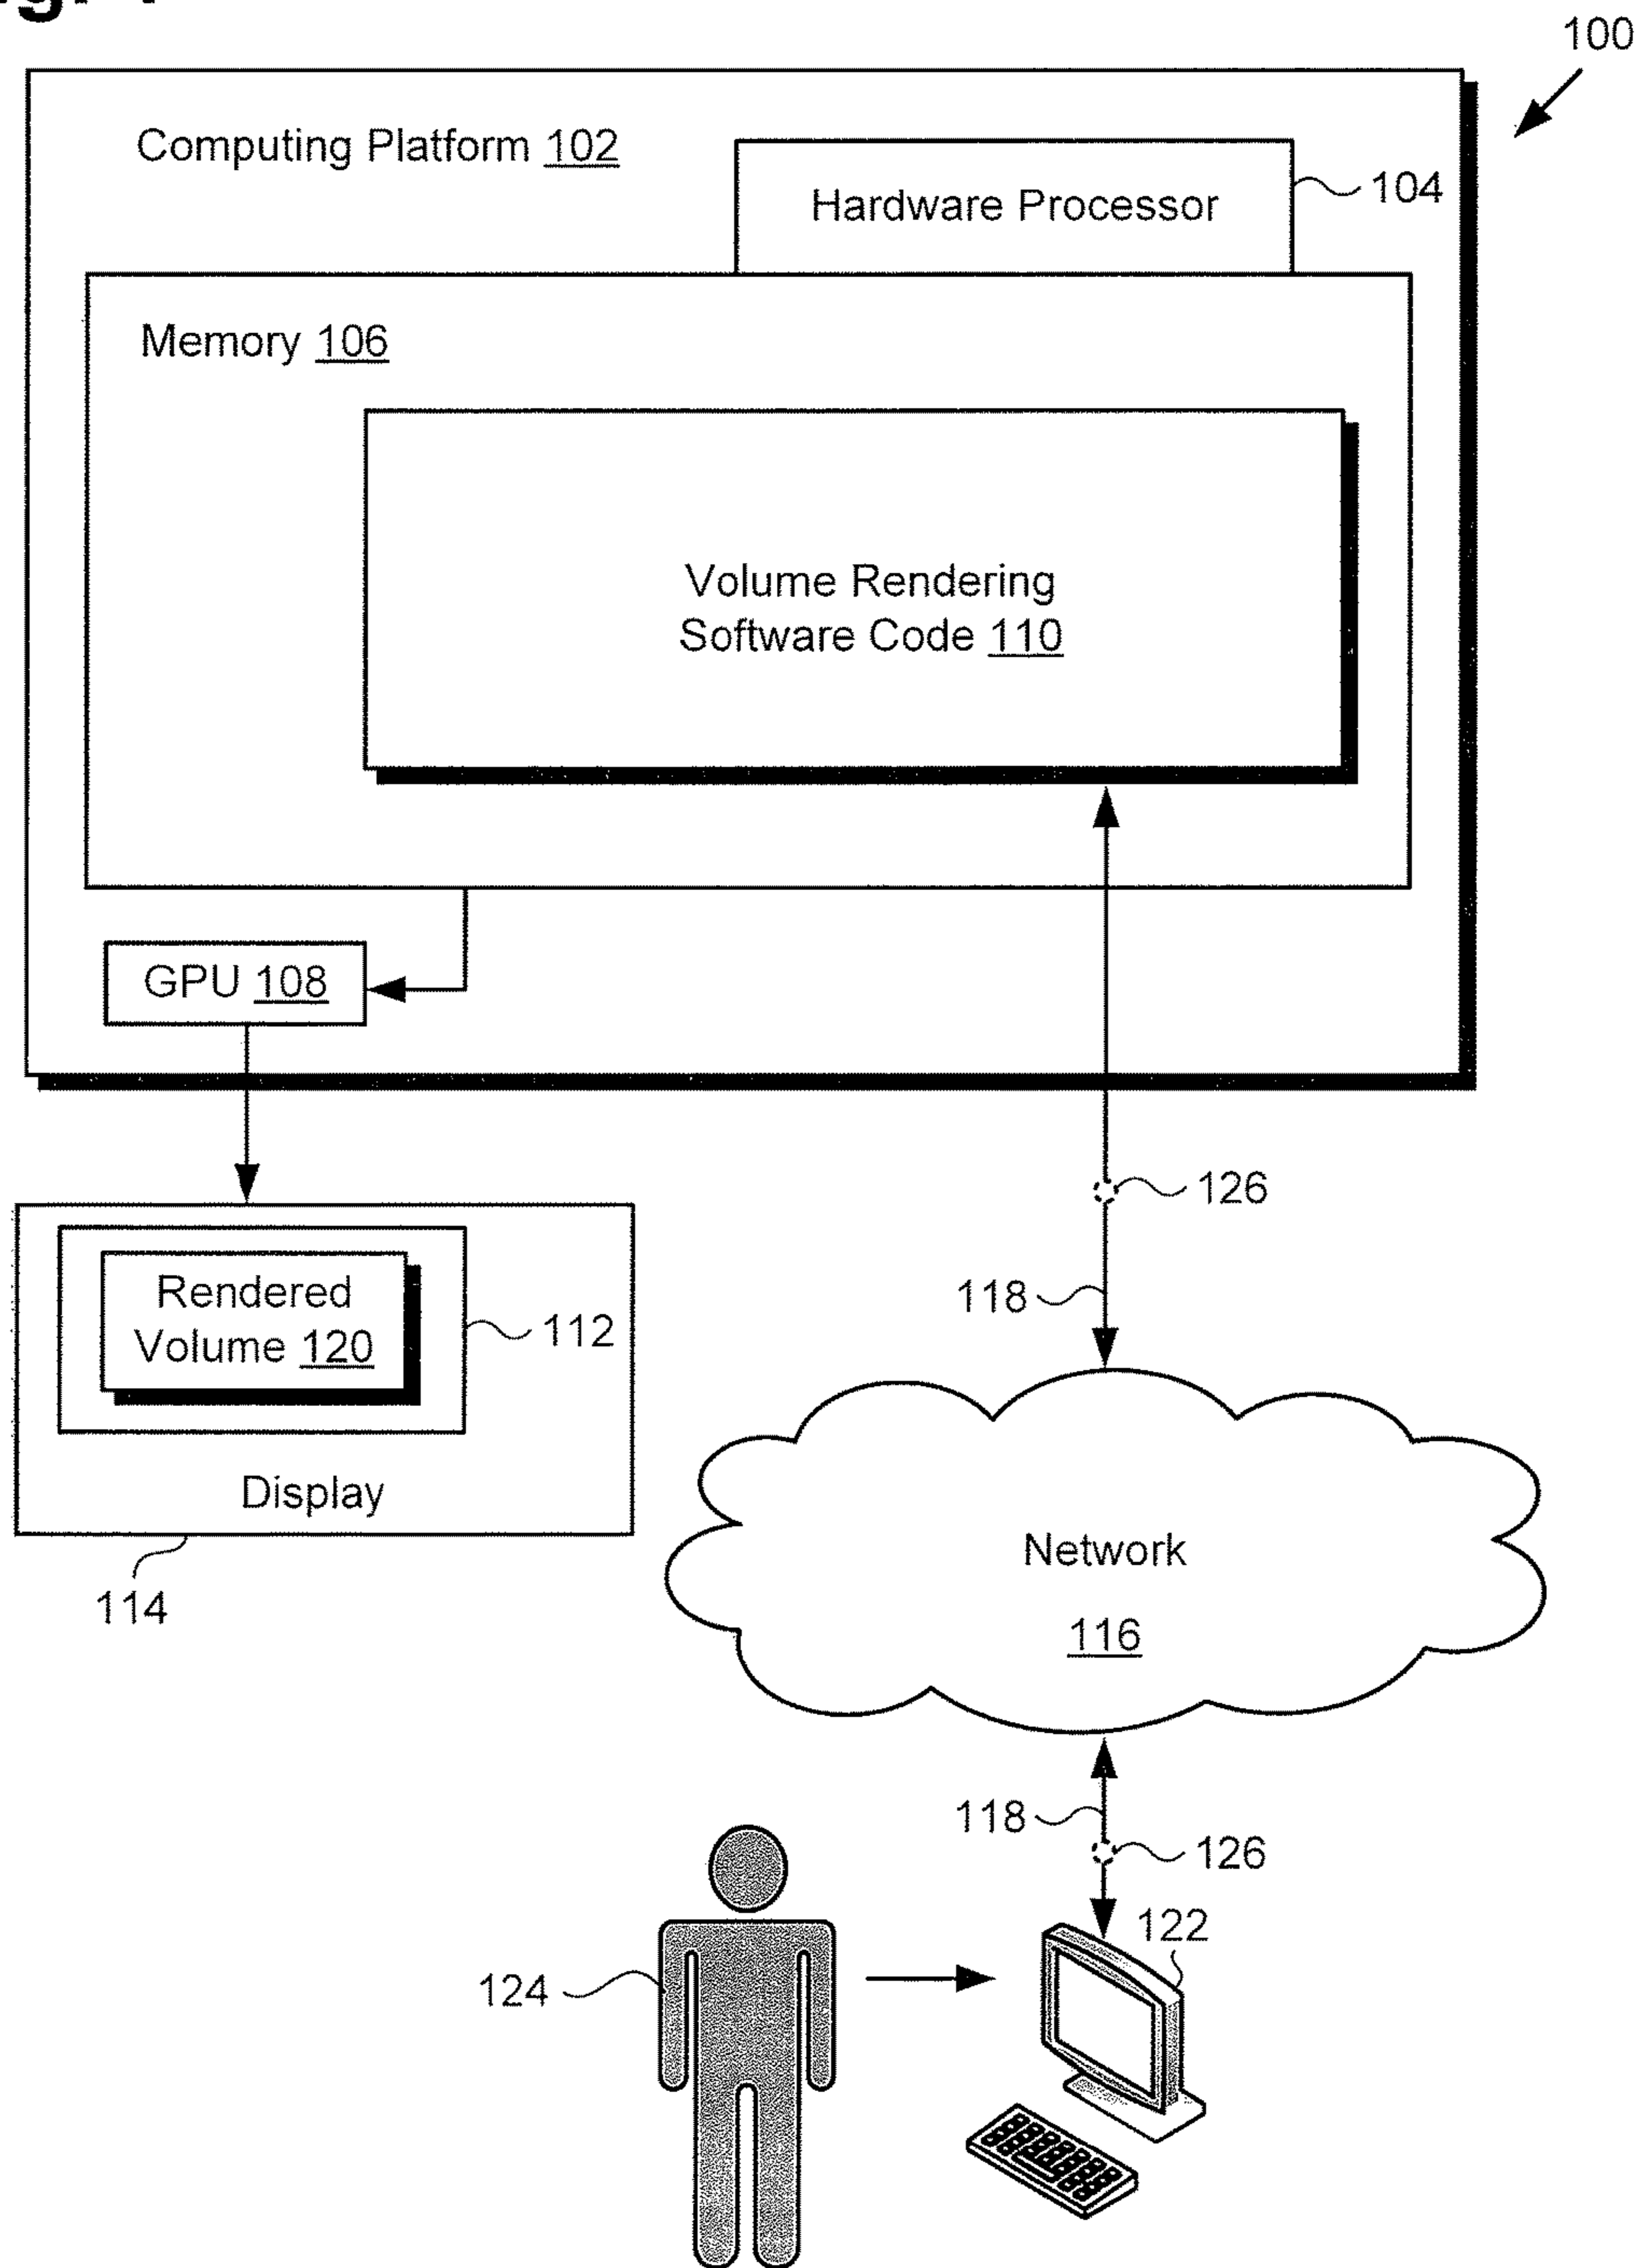 100
Computing Platform 102
Hardware Processor
104
Memory 106
Volume Rendering
Software Code 110
GPU 108
126
118
Rendered
Volume 120
112
Display
114
Network
116
118
126
122
124